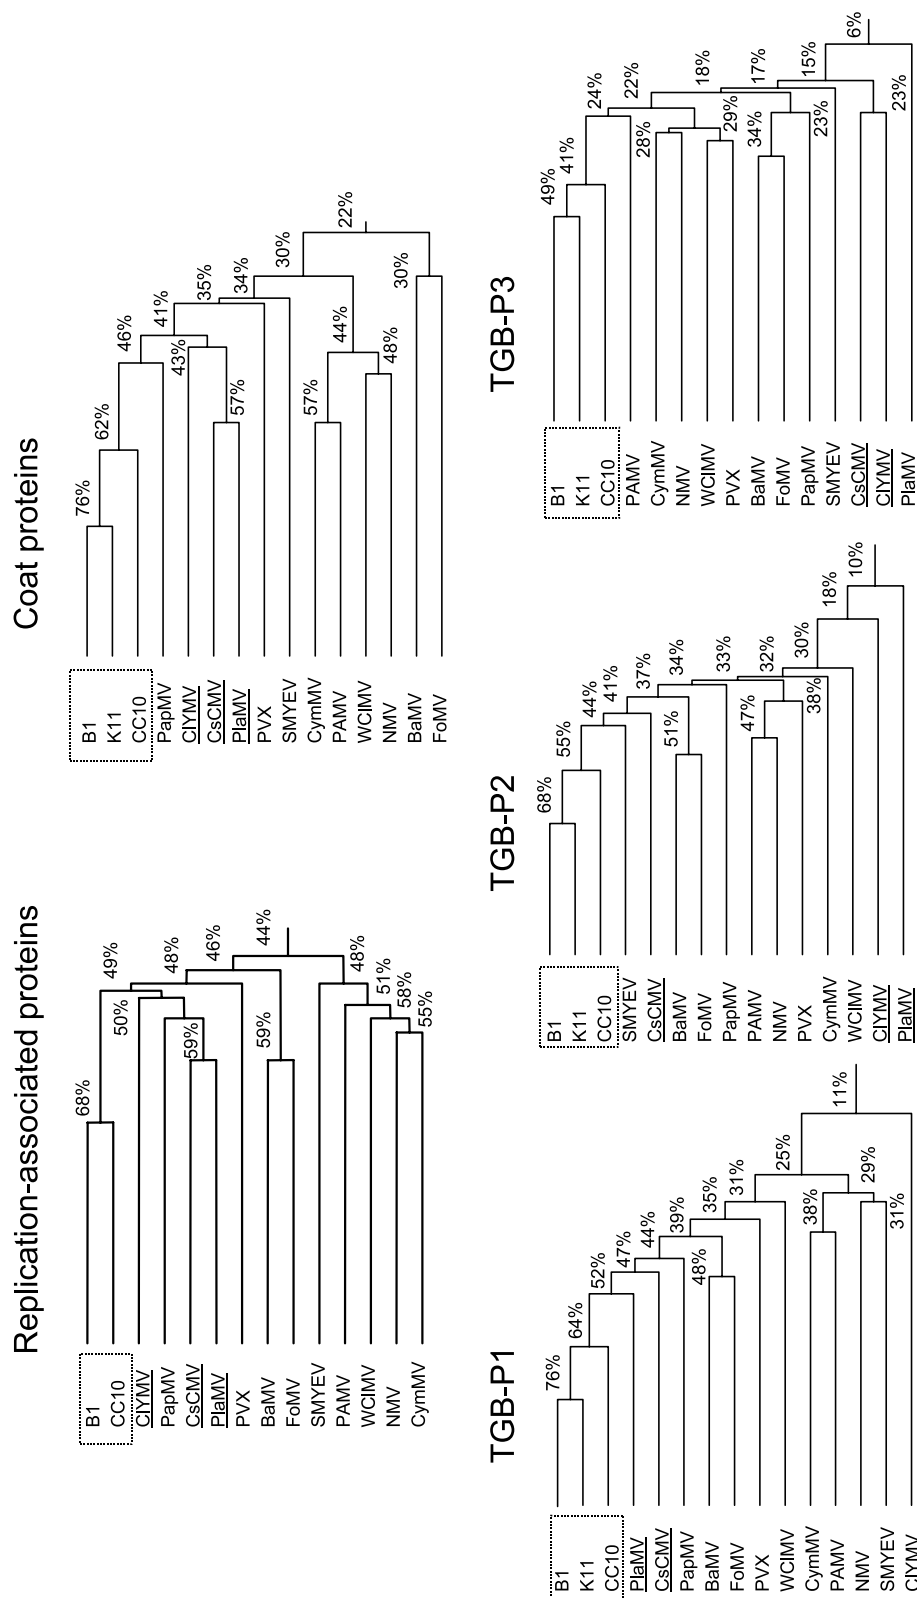 Replication-associated proteins
B1
CC10
ClYMV
PapMV
CsCMV
PlaMV
PVX
BaMV
FoMV
SMYEV
PAMV
WClMV
NMV
CymMV
68%
49%
50%
48%
59%
46%
59%
44%
48%
51%
58%
55%
Coat proteins
B1
K11
CC10
PapMV
ClYMV
CsCMV
PlaMV
PVX
SMYEV
CymMV
PAMV
WClMV
NMV
BaMV
FoMV
76%
62%
46%
41%
43%
57%
35%
34%
30%
57%
44%
48%
22%
30%
TGB-P1
B1
K11
CC10
PlaMV
CsCMV
PapMV
BaMV
FoMV
PVX
WClMV
CymMV
PAMV
NMV
SMYEV
ClYMV
76%
64%
52%
47%
44%
39%
48%
35%
31%
25%
38%
11%
29%
31%
TGB-P2
B1
K11
CC10
SMYEV
CsCMV
BaMV
FoMV
PapMV
PAMV
NMV
PVX
CymMV
WClMV
ClYMV
PlaMV
68%
55%
44%
41%
37%
34%
51%
33%
47%
32%
30%
38%
18%
10%
TGB-P3
B1
K11
CC10
PAMV
CymMV
NMV
WClMV
PVX
BaMV
FoMV
PapMV
SMYEV
CsCMV
ClYMV
PlaMV
49%
41%
24%
22%
28%
18%
29%
17%
34%
15%
23%
6%
23%